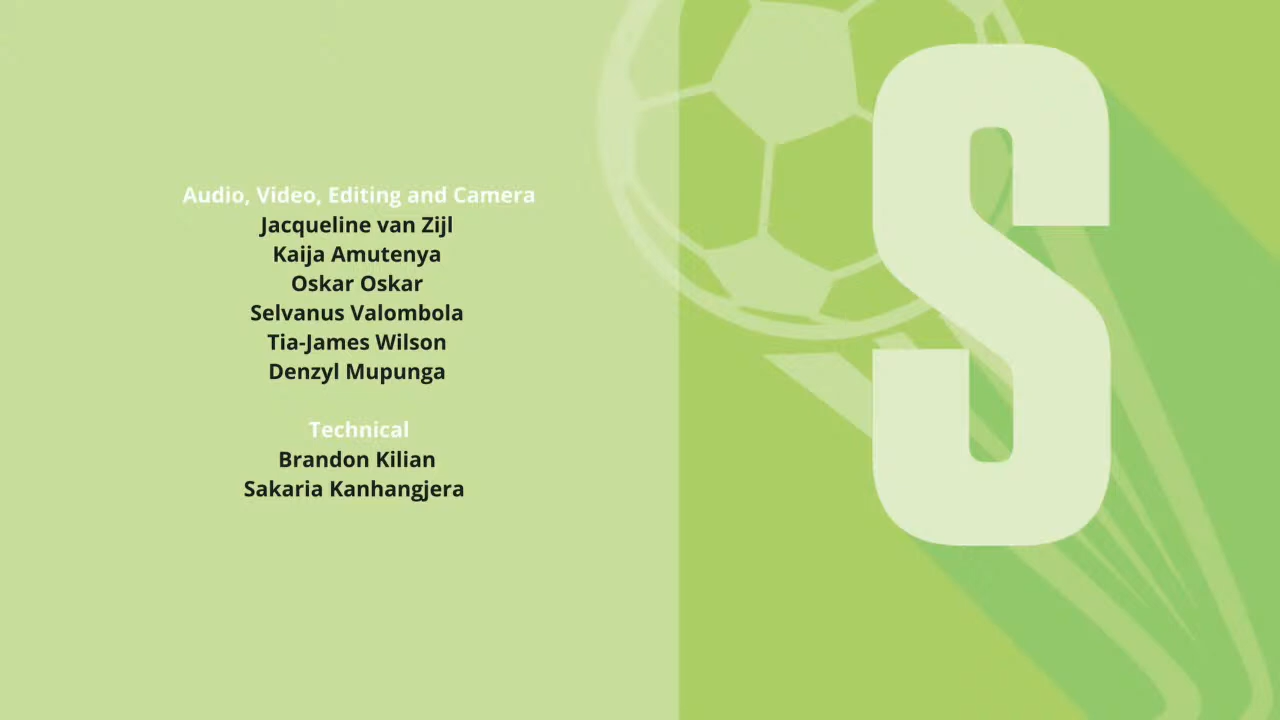 Audio, Video, Editing and Camera
Jacqueline van Zijl
Kaija Amutenya
Oskar Oskar
Selvanus Valombola
Tia-James Wilson
Denzyl Mupunga
Technical
Brandon Kilian
Sakaria Kanhangjera
S